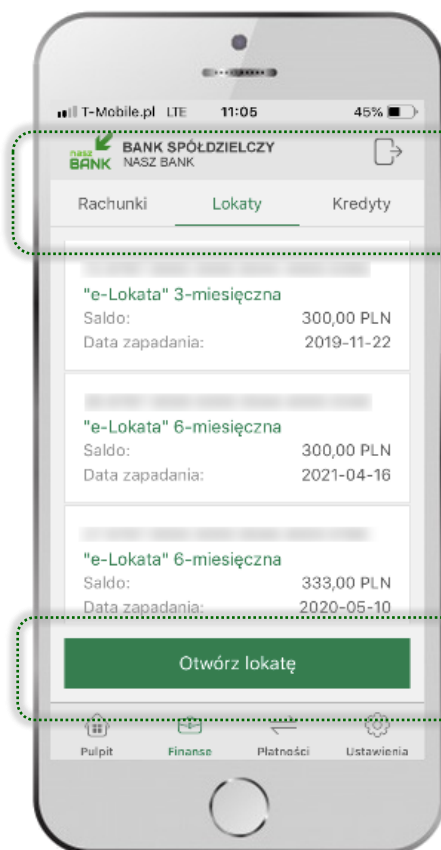 T-Mobile.pl LTE 11:05 45%
nasz BANK BANK SPÓŁDZIELCZY
NASZ BANK
Rachunki Lokaty Kredyty
"e-Lokata" 3-miesięczna
Saldo: 300,00 PLN
Data zapadania: 2019-11-22
"e-Lokata" 6-miesięczna
Saldo: 300,00 PLN
Data zapadania: 2021-04-16
"e-Lokata" 6-miesięczna
Saldo: 333,00 PLN
Data zapadania: 2020-05-10
Otwórz lokatę
Pulpit Finanse Płatności Ustawienia